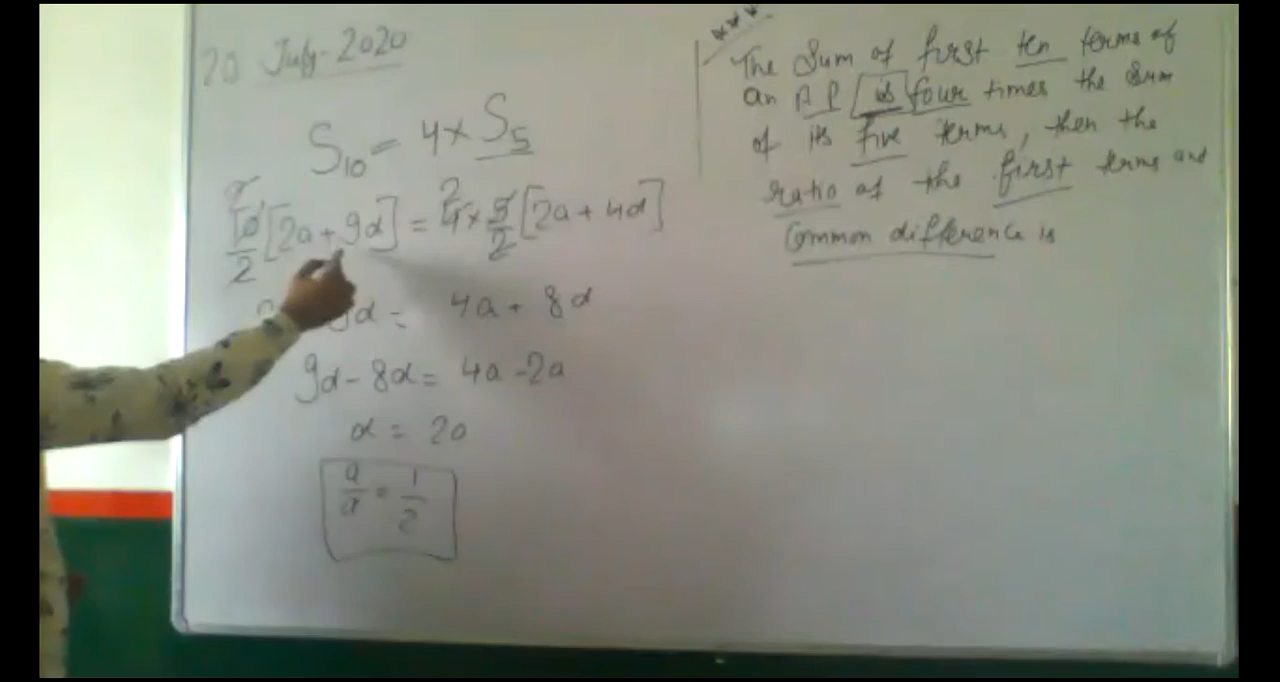 20 July-2020
S₁₀ = 4 × S₅
10/2 [2a + 9d] = 4 × 5/2 [2a + 4d]
9d = 4a + 8d
9d - 8d = 4a - 2a
d = 2a
a/d = 1/2
***
The Sum of first ten terms of
an AP is four times the Sum
of its five terms, then the
ratio of the first terms and
Common difference is